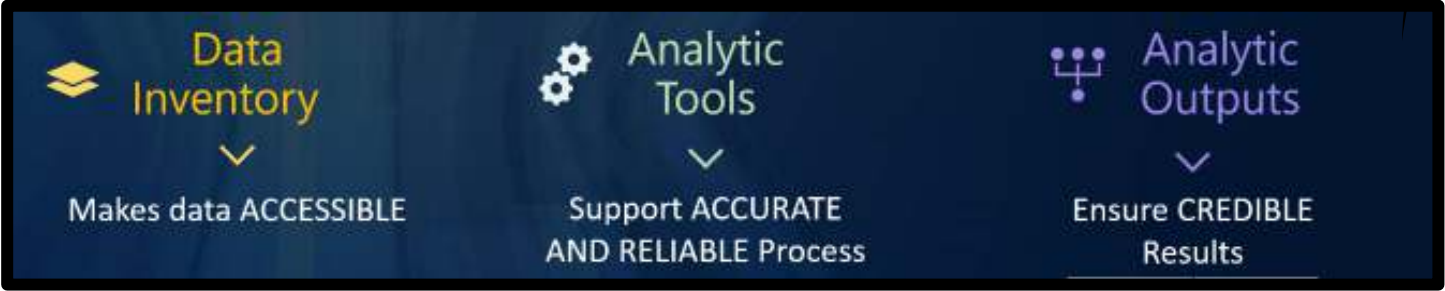 Data
Inventory
Makes data ACCESSIBLE
Analytic
Tools
Support ACCURATE
AND RELIABLE Process
Analytic
Outputs
Ensure CREDIBLE
Results